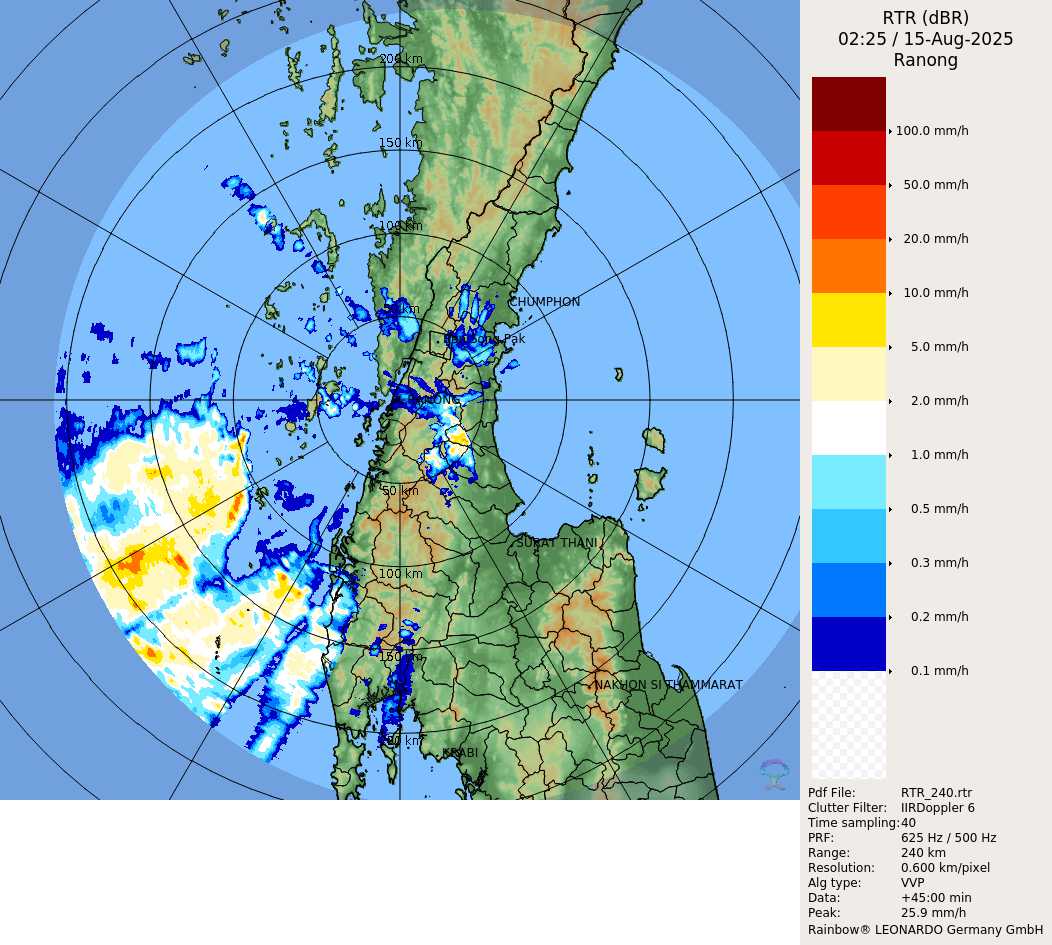 RTR (dBR)
02:25 / 15-Aug-2025
Ranong
100.0 mm/h
50.0 mm/h
20.0 mm/h
10.0 mm/h
5.0 mm/h
2.0 mm/h
1.0 mm/h
0.5 mm/h
0.3 mm/h
0.2 mm/h
0.1 mm/h
200 km
150 km
100 km
50 km
CHUMPHON
Pak
RANONG
50 km
SURAT THANI
100 km
150 km
NAKHON SI THAMMARAT
200 km
KRABI
Pdf File: RTR_240.rtr
Clutter Filter: IIRDoppler 6
Time sampling:40
PRF: 625 Hz / 500 Hz
Range: 240 km
Resolution: 0.600 km/pixel
Alg type: VVP
Data: +45:00 min
Peak: 25.9 mm/h
Rainbow® LEONARDO Germany GmbH